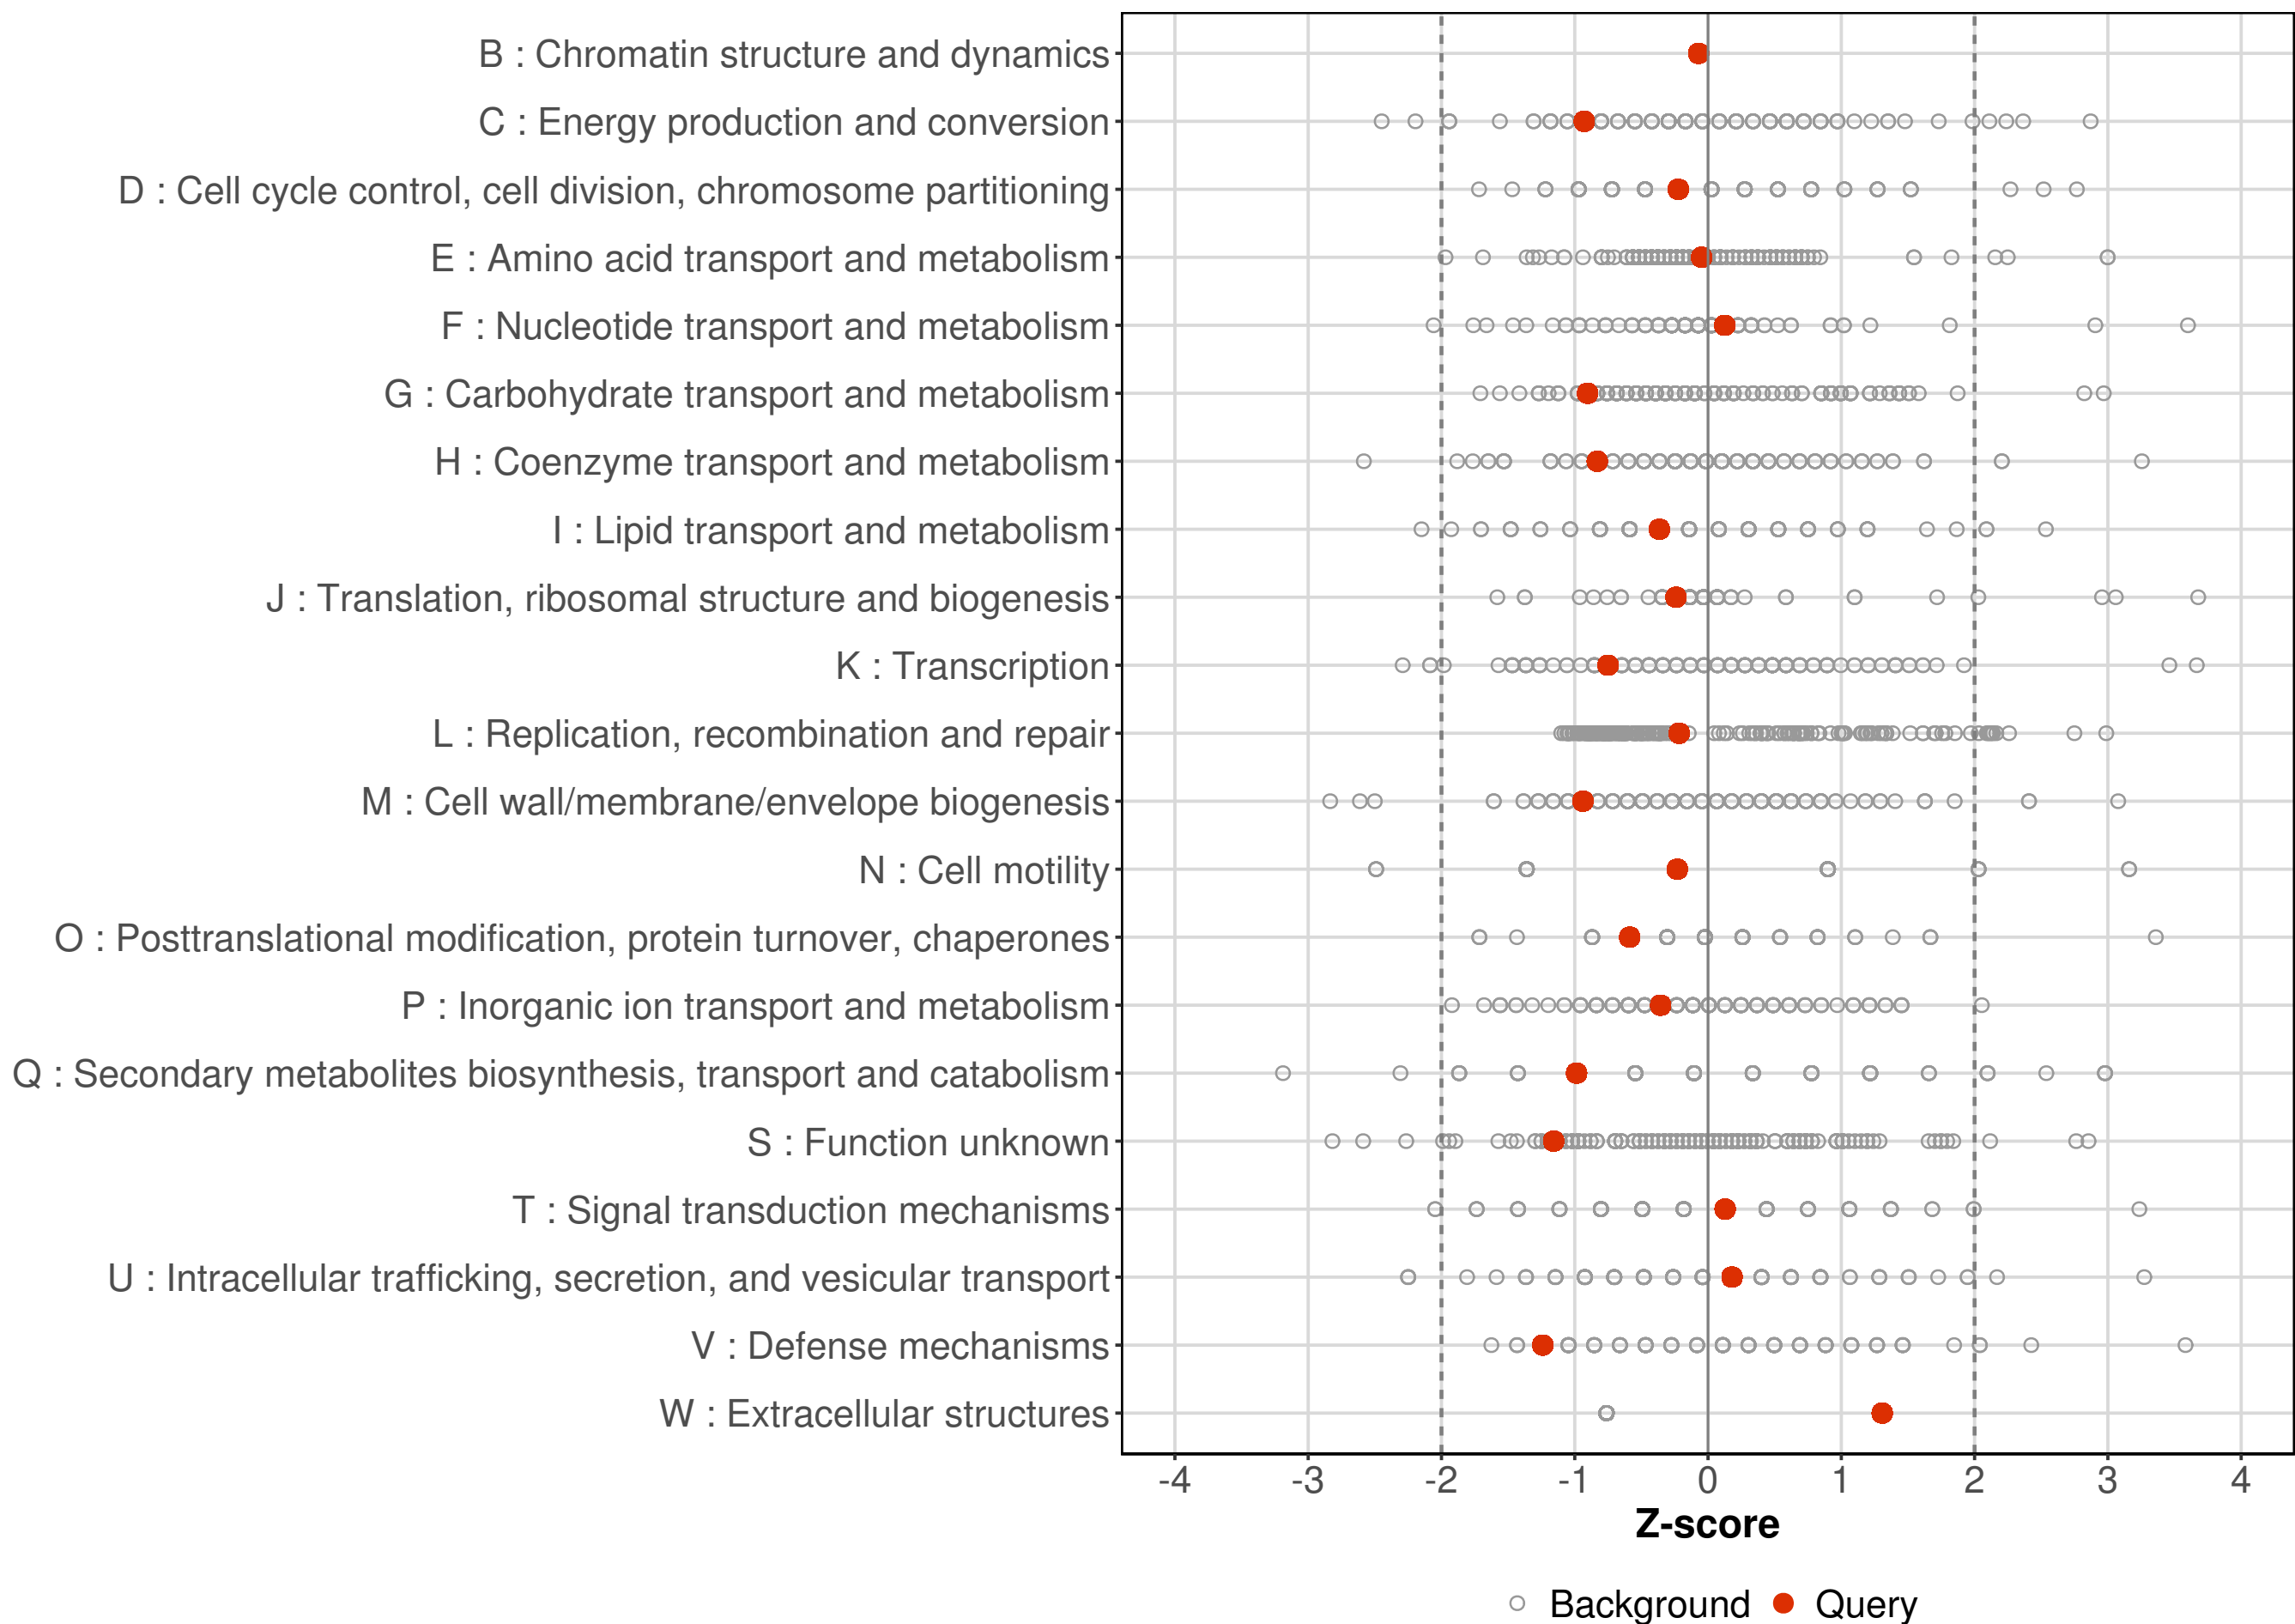 B : Chromatin structure and dynamics
C : Energy production and conversion
D : Cell cycle control, cell division, chromosome partitioning
E : Amino acid transport and metabolism
F : Nucleotide transport and metabolism
G : Carbohydrate transport and metabolism
H : Coenzyme transport and metabolism
I : Lipid transport and metabolism
J : Translation, ribosomal structure and biogenesis
K : Transcription
L : Replication, recombination and repair
M : Cell wall/membrane/envelope biogenesis
N : Cell motility
O : Posttranslational modification, protein turnover, chaperones
P : Inorganic ion transport and metabolism
Q : Secondary metabolites biosynthesis, transport and catabolism
S : Function unknown
T : Signal transduction mechanisms
U : Intracellular trafficking, secretion, and vesicular transport
V : Defense mechanisms
W : Extracellular structures
-4 -3 -2 -1 0 1 2 3 4
Z-score
Background Query